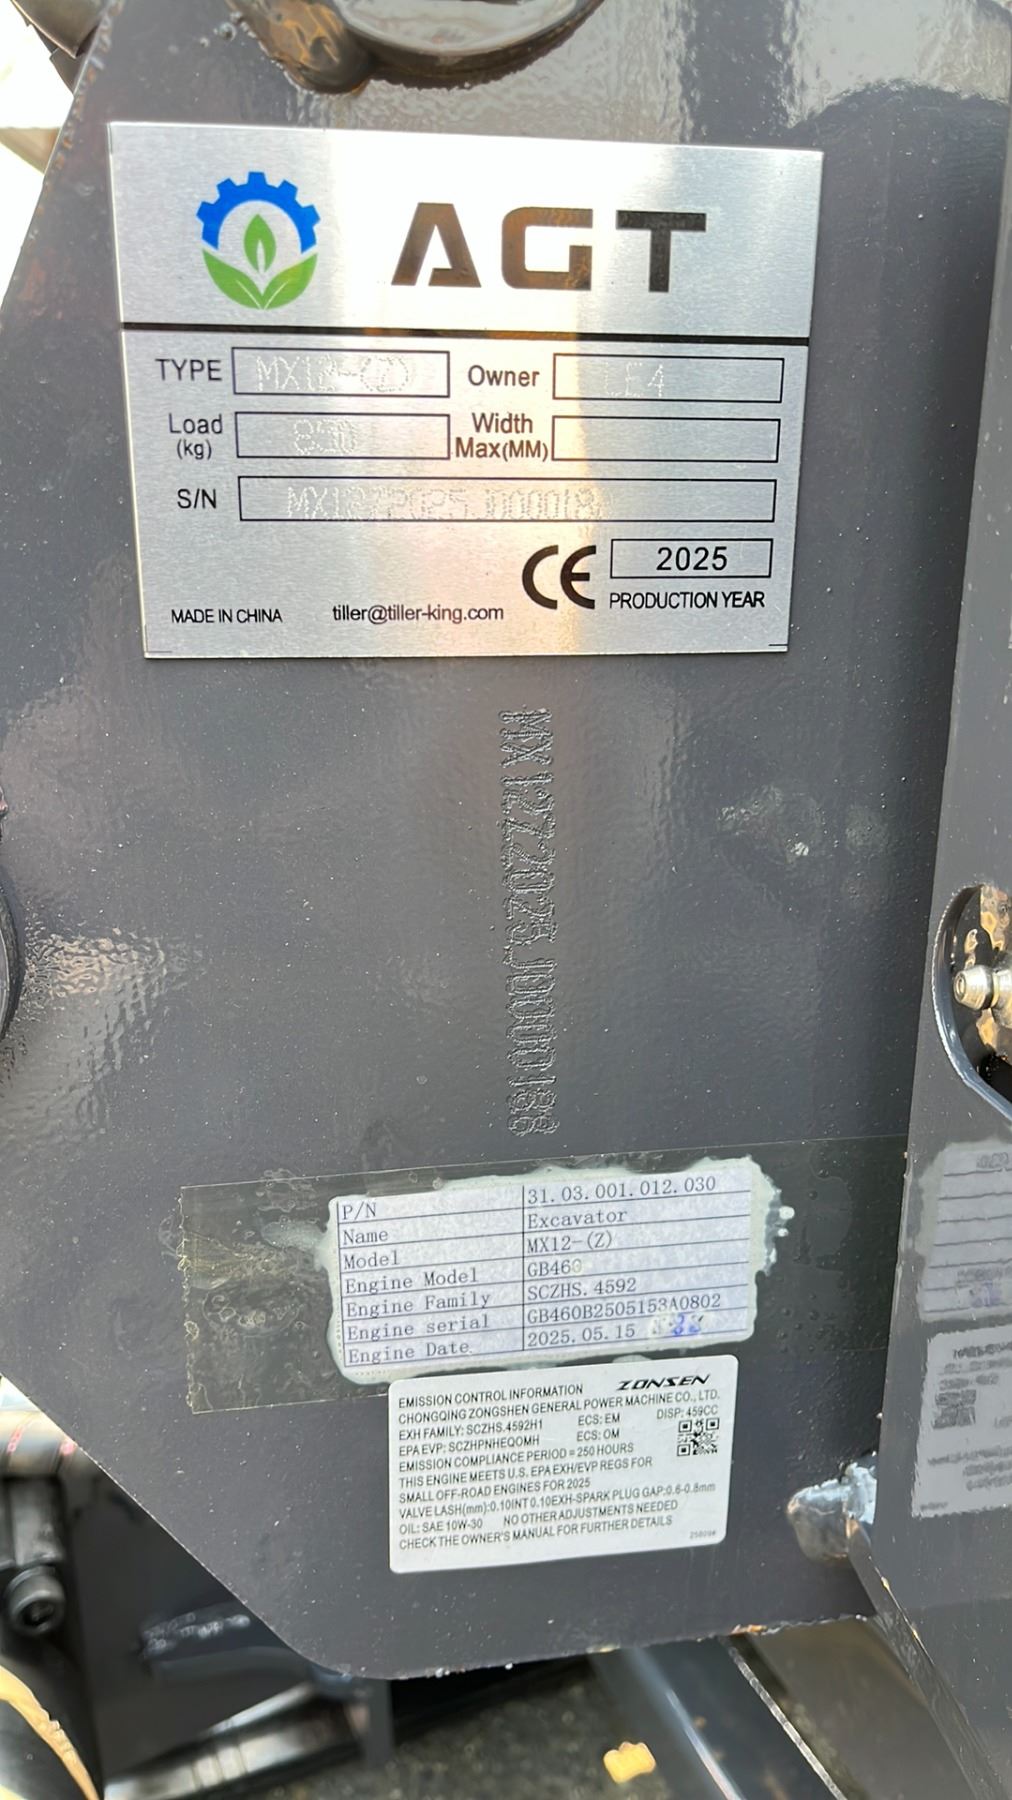 AGT
TYPE MX12-(Z) Owner LE4
Load (kg) 850 Width Max(MM)
S/N
CE 2025
PRODUCTION YEAR
MADE IN CHINA tiller@tiller-king.com
MX12Z2025J000188
P/N 31.03.001.012.030
Name Excavator
Model MX12-(Z)
Engine Model GB460
Engine Family SCZHS.4592
Engine serial GB460B2505153A0802
Engine Date 2025.05.15
EMISSION CONTROL INFORMATION ZONSEN
CHONGQING ZONGSHEN GENERAL POWER MACHINE CO., LTD.
EXH FAMILY: SCZHS.4592H1 ECS: EM DISP: 459CC
EPA EVP: SCZHPNHEQOMH ECS: OM
EMISSION COMPLIANCE PERIOD = 250 HOURS
THIS ENGINE MEETS U.S. EPA EXH/EVP REGS FOR
SMALL OFF-ROAD ENGINES FOR 2025
VALVE LASH(mm):0.10INT 0.10EXH-SPARK PLUG GAP:0.6-0.8mm
OIL: SAE 10W-30 NO OTHER ADJUSTMENTS NEEDED
CHECK THE OWNER'S MANUAL FOR FURTHER DETAILS